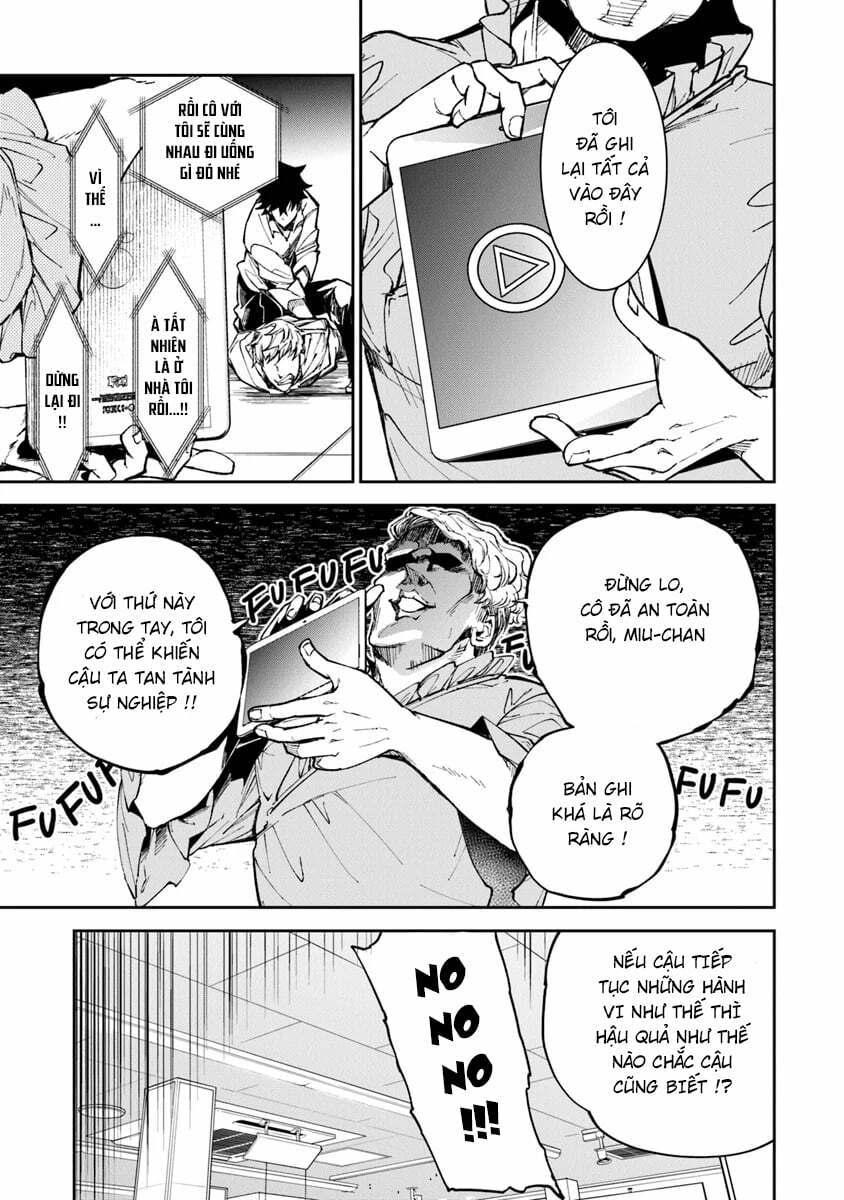 TÔI
ĐÃ GHI
LẠI TẤT CẢ
VÀO ĐÂY
RỒI !
RỒI CÔ VỚI
TÔI SẼ CÙNG
NHAU ĐI UỐNG
GÌ ĐÓ NHÉ
VÌ
THẾ
...
À TẤT
NHIÊN
LÀ Ở
NHÀ TÔI
RỒI...!!
DỪNG
LẠI ĐI
!!
ĐỪNG LO,
CÔ ĐÃ AN TOÀN
RỒI, MIU-CHAN
FUFUFU
VỚI THỨ NÀY
TRONG TAY, TÔI
CÓ THỂ KHIẾN
CẬU TA TAN TÀNH
SỰ NGHIỆP !!
BẢN GHI
KHÁ LÀ RÕ
RÀNG !
FUFU
FUFUFU
NẾU CẬU TIẾP
TỤC NHỮNG HÀNH
VI NHƯ THẾ THÌ
HẬU QUẢ NHƯ THẾ
NÀO CHẮC CẬU
CŨNG BIẾT !?
NO
NO
NO
!!!